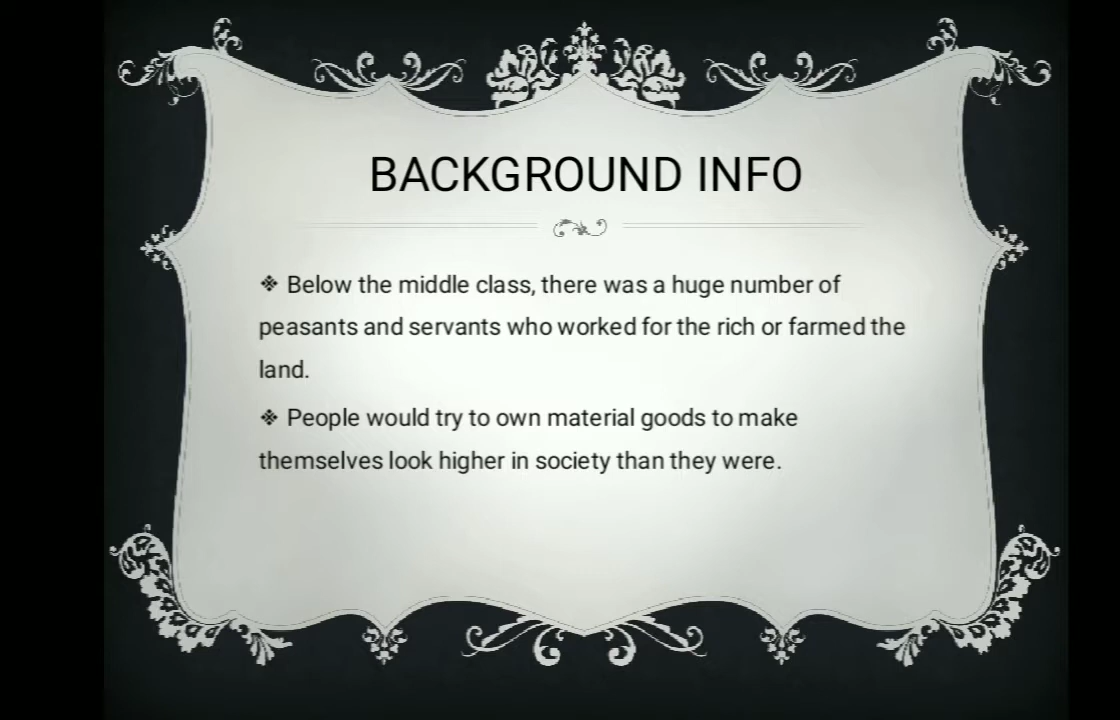 BACKGROUND INFO
❖ Below the middle class, there was a huge number of
peasants and servants who worked for the rich or farmed the
land.
❖ People would try to own material goods to make
themselves look higher in society than they were.